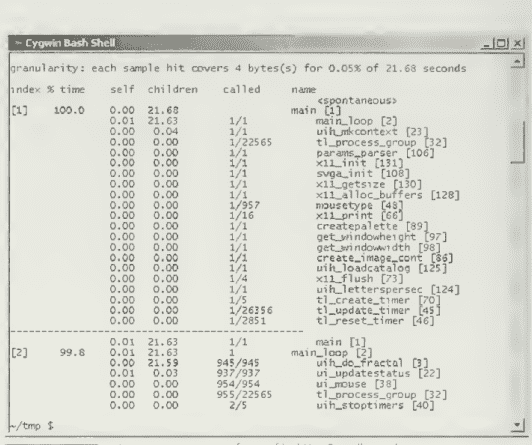 ~ Cygwin Bash Shell
granularity: each sample hit covers 4 bytes(s) for 0.05% of 21.68 seconds
index % time self children called name
<spontaneous>
[1] 100.0 0.00 21.68 main [1]
0.01 21.63 1/1 main_loop [2]
0.00 0.04 1/1 uih_mkcontext [23]
0.00 0.00 1/22565 tl_process_group [32]
0.00 0.00 1/1 params_parser [106]
0.00 0.00 1/1 x11_init [131]
0.00 0.00 1/1 svga_init [108]
0.00 0.00 1/1 x11_getsize [130]
0.00 0.00 1/1 x11_alloc_buffers [128]
0.00 0.00 1/957 mousetype [48]
0.00 0.00 1/16 x11_print [66]
0.00 0.00 1/1 createpalette [89]
0.00 0.00 1/1 get_windowheight [97]
0.00 0.00 1/1 get_windowwidth [98]
0.00 0.00 1/1 create_image_cont [86]
0.00 0.00 1/1 uih_loadcatalog [125]
0.00 0.00 1/4 x11_flush [73]
0.00 0.00 1/1 uih_letterspersec [124]
0.00 0.00 1/5 tl_create_timer [70]
0.00 0.00 1/26356 tl_update_timer [45]
0.00 0.00 1/2851 tl_reset_timer [46]
0.01 21.63 1/1 main [1]
[2] 99.8 0.01 21.63 1 main_loop [2]
0.00 21.59 945/945 uih_do_fractal [3]
0.01 0.03 937/937 ui_updatestatus [22]
0.00 0.00 954/954 ui_mouse [38]
0.00 0.00 955/22565 tl_process_group [32]
0.00 0.00 2/5 uih_stoptimers [40]
~/tmp $